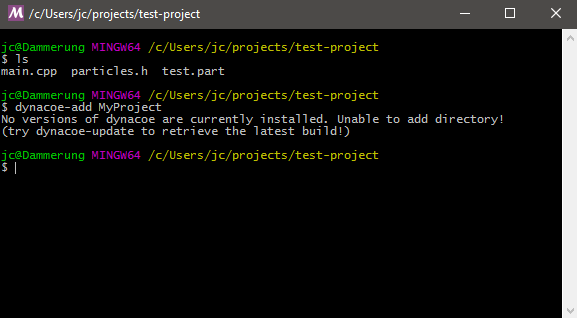 M /c/Users/jc/projects/test-project
jc@Dammerung MINGW64 /c/Users/jc/projects/test-project
$ ls
main.cpp  particles.h  test.part
jc@Dammerung MINGW64 /c/Users/jc/projects/test-project
$ dynacoe-add MyProject
No versions of dynacoe are currently installed. Unable to add directory!
(try dynacoe-update to retrieve the latest build!)
jc@Dammerung MINGW64 /c/Users/jc/projects/test-project
$